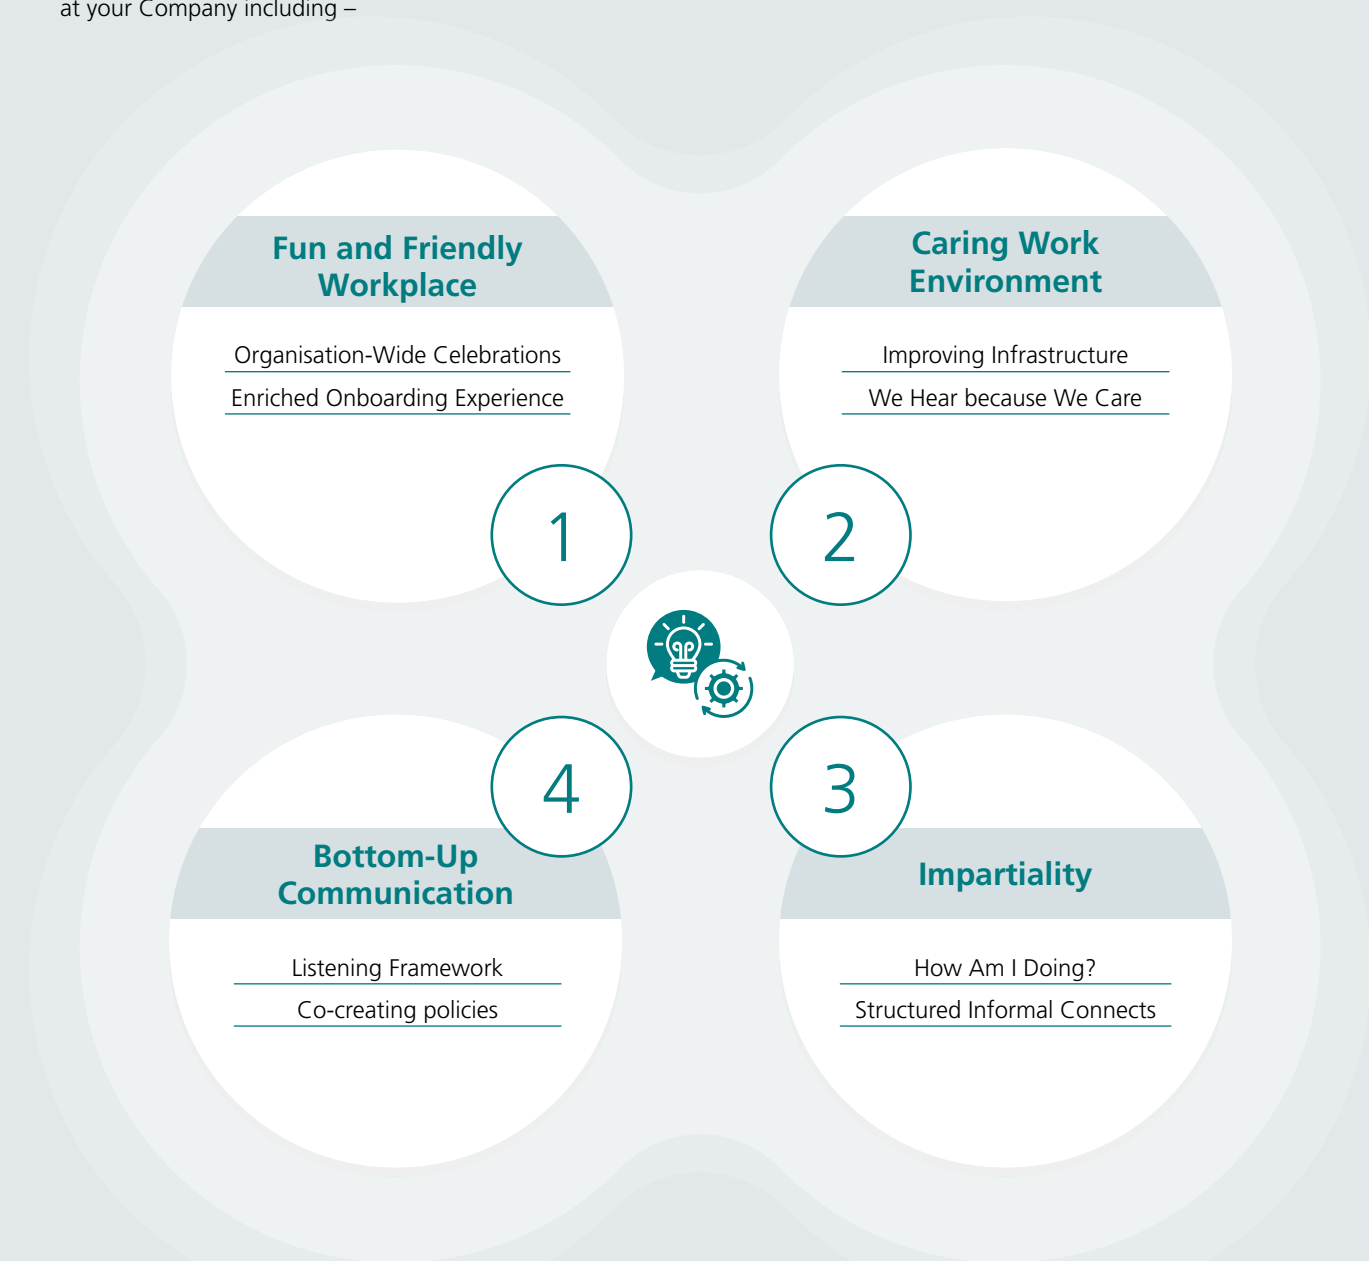 at your Company including –
Fun and Friendly
Workplace
Organisation-Wide Celebrations
Enriched Onboarding Experience
1
Caring Work
Environment
Improving Infrastructure
We Hear because We Care
2
3
Impartiality
How Am I Doing?
Structured Informal Connects
4
Bottom-Up
Communication
Listening Framework
Co-creating policies